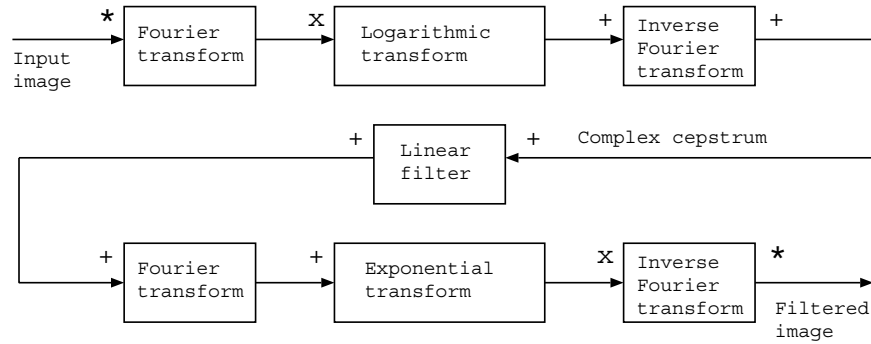 * x + +
Input
image
Fourier
transform
Logarithmic
transform
Inverse
Fourier
transform
+ +
Linear
filter
Complex cepstrum
+ + x *
Fourier
transform
Exponential
transform
Inverse
Fourier
transform
Filtered
image